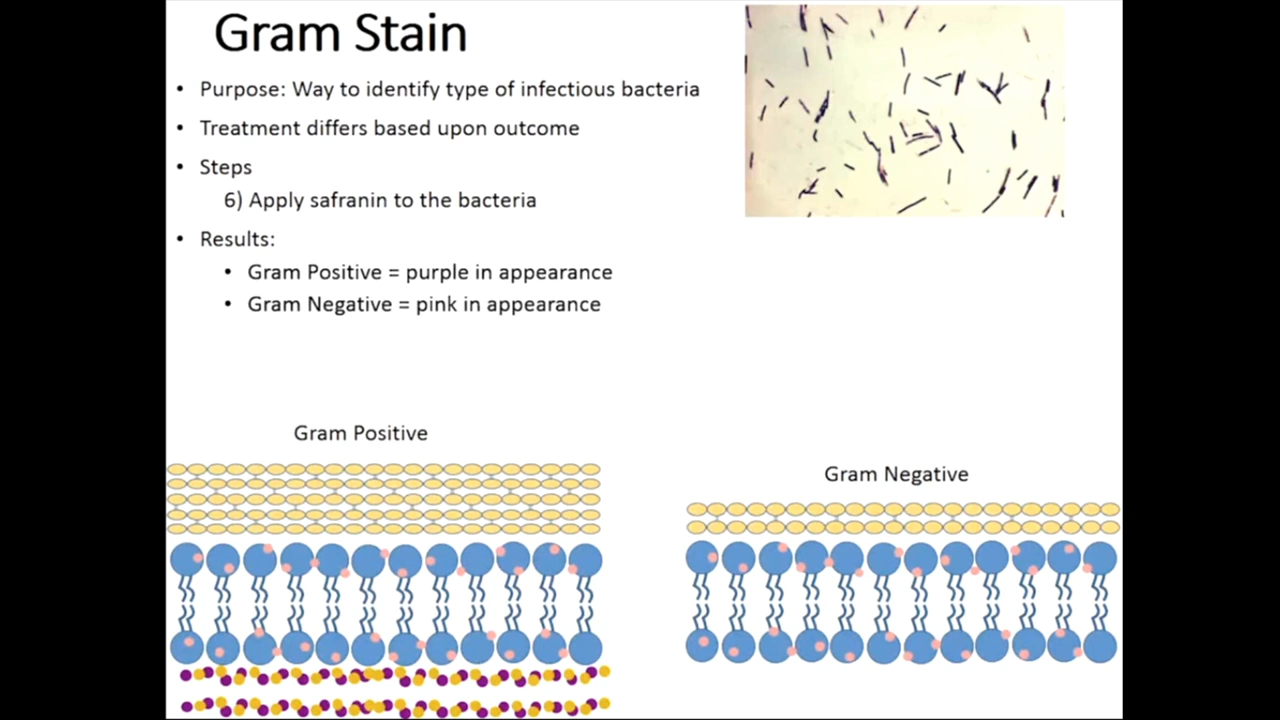 Gram Stain
• Purpose: Way to identify type of infectious bacteria
• Treatment differs based upon outcome
• Steps
6) Apply safranin to the bacteria
• Results:
• Gram Positive = purple in appearance
• Gram Negative = pink in appearance
Gram Positive
Gram Negative